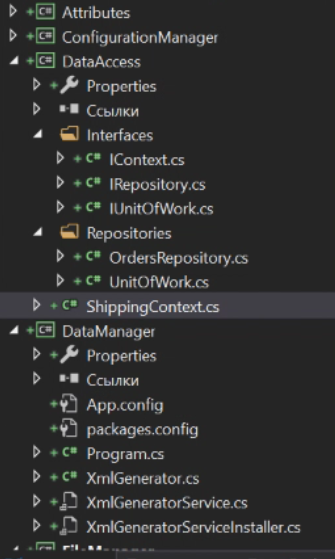 Attributes
ConfigurationManager
DataAccess
Properties
Ссылки
Interfaces
IContext.cs
IRepository.cs
IUnitOfWork.cs
Repositories
OrdersRepository.cs
UnitOfWork.cs
ShippingContext.cs
DataManager
Properties
Ссылки
App.config
packages.config
Program.cs
XmlGenerator.cs
XmlGeneratorService.cs
XmlGeneratorServiceInstaller.cs